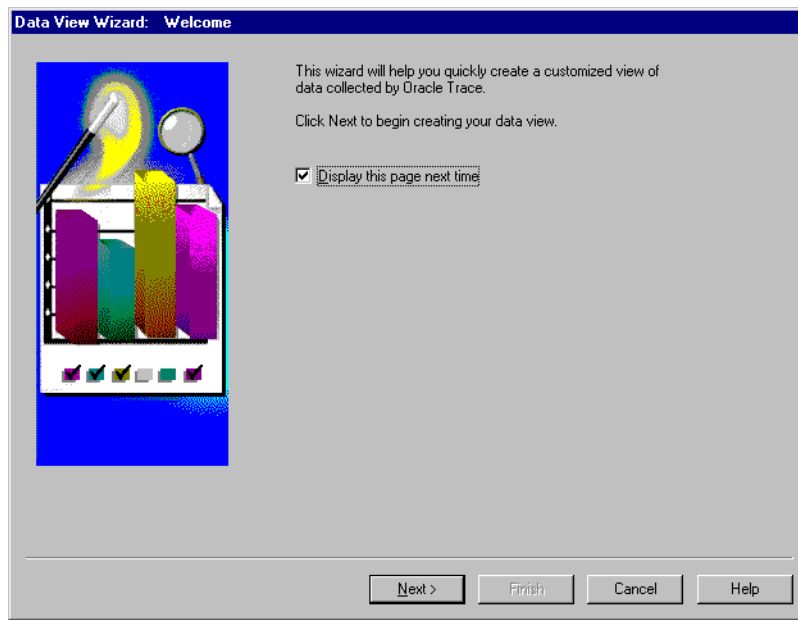 Data View Wizard: Welcome
This wizard will help you quickly create a customized view of
data collected by Oracle Trace.
Click Next to begin creating your data view.
Display this page next time
Next >
Finish
Cancel
Help